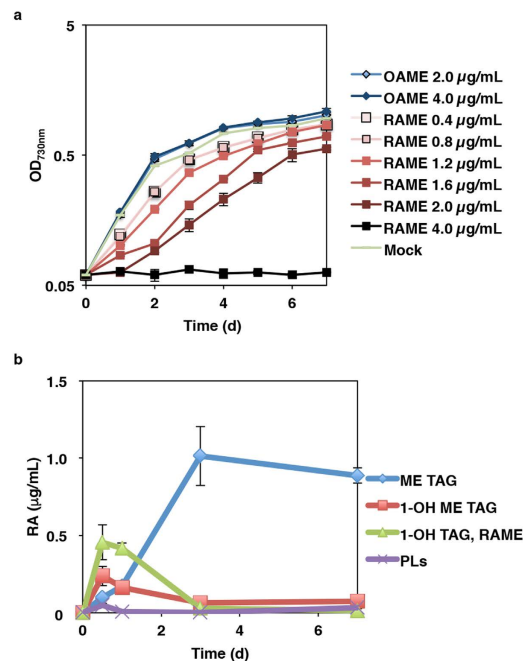 a
5
0.5
0.05
OD730nm
0
2
4
6
Time (d)
OAME 2.0 µg/mL
OAME 4.0 µg/mL
RAME 0.4 µg/mL
RAME 0.8 µg/mL
RAME 1.2 µg/mL
RAME 1.6 µg/mL
RAME 2.0 µg/mL
RAME 4.0 µg/mL
Mock
b
1.5
1.0
0.5
0
RA (µg/mL)
0
2
4
6
Time (d)
ME TAG
1-OH ME TAG
1-OH TAG, RAME
PLs